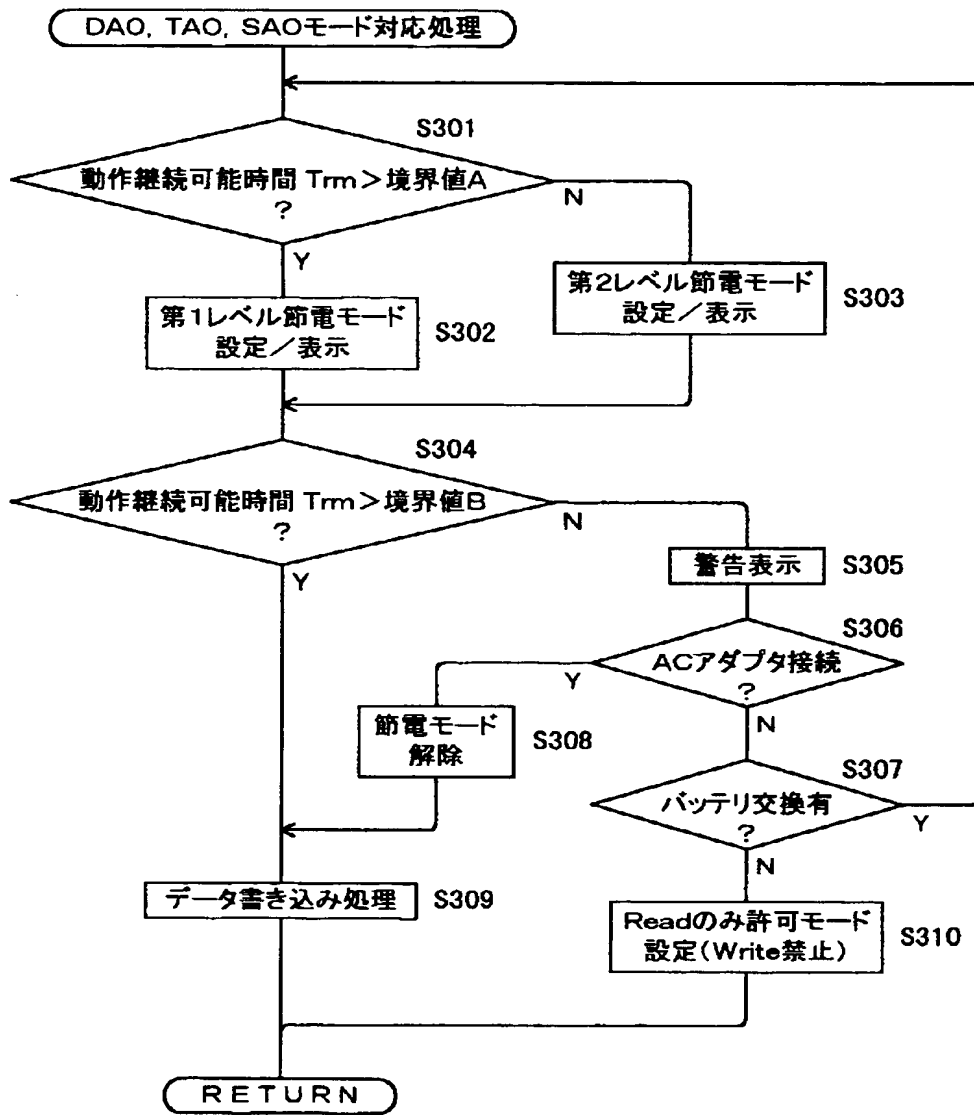 DAO, TAO, SAOモード対応処理
S301
動作継続可能時間 Trm＞境界値A
?
N
Y
第1レベル節電モード
設定／表示
S302
第2レベル節電モード
設定／表示
S303
S304
動作継続可能時間 Trm＞境界値B
?
N
Y
警告表示
S305
S306
ACアダプタ接続
?
Y
N
節電モード
解除
S308
S307
バッテリ交換有
?
Y
N
データ書き込み処理
S309
Readのみ許可モード
設定(Write禁止)
S310
RETURN